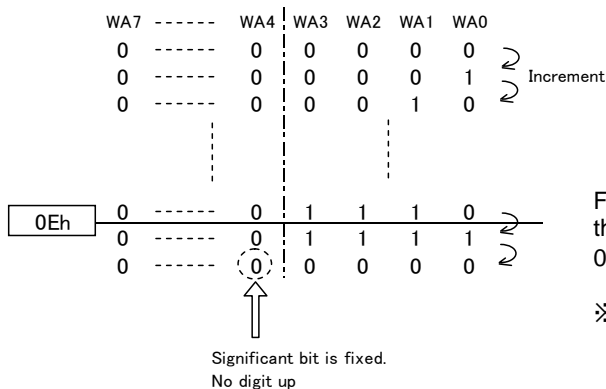 WA7 ------ WA4 WA3 WA2 WA1 WA0
0 ------ 0 0 0 0 0
0 ------ 0 0 0 0 1
Increment
0 ------ 0 0 0 1 0
0 ------ 0 1 1 1 0
0Eh
0 ------ 0 1 1 1 1
0 ------ 0 0 0 0 0
Significant bit is fixed.
No digit up
F
th
0
※